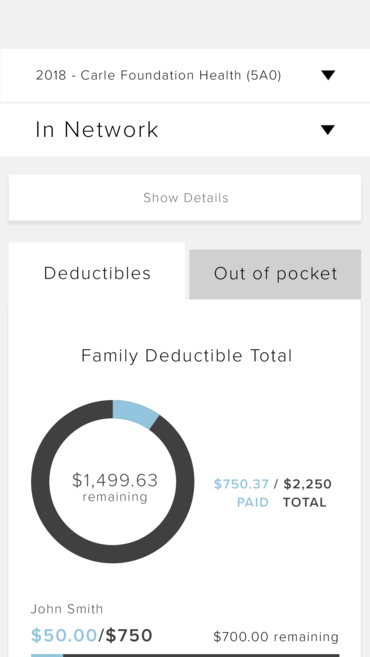 2018 - Carle Foundation Health (5A0)
In Network
Show Details
Deductibles
Out of pocket
Family Deductible Total
$1,499.63
remaining
$750.37 / $2,250
PAID TOTAL
John Smith
$50.00/$750
$700.00 remaining